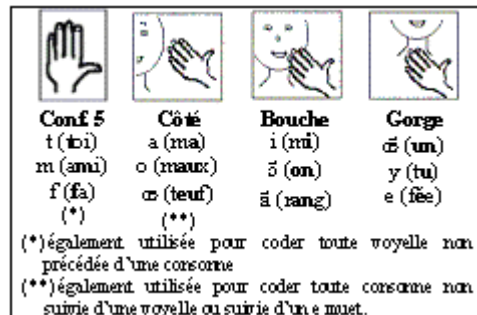 Conf. 5 Côté Bouche Gorge
t (toi) a (ma) i (mi) œ̃ (un)
m (ami) o (maux) ɔ̃ (on) y (tu)
f (fa) œ (teuf) ɑ̃ (rang) e (fée)
(*) (**)
(*)également utilisée pour coder toute voyelle non
précédée d'une consonne
(**)également utilisée pour coder toute consonne non
suivie d'une voyelle ou suivie d'un e muet.